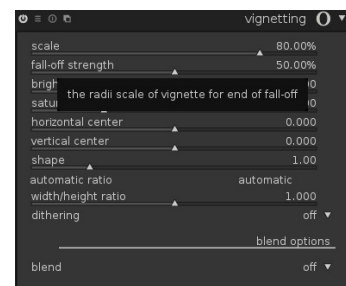 vignetting
scale 80.00%
fall-off strength 50.00%
the radii scale of vignette for end of fall-off
horizontal center 0.000
vertical center 0.000
shape 1.00
automatic ratio automatic
width/height ratio 1.000
dithering off
blend options
blend off